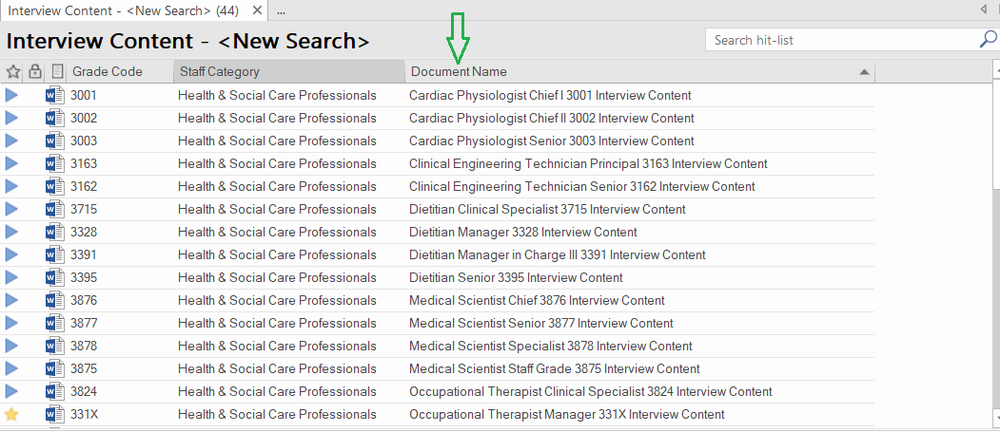 Interview Content - <New Search> (44) ...
Interview Content - <New Search> Search hit-list
Grade Code Staff Category Document Name
3001 Health & Social Care Professionals Cardiac Physiologist Chief I 3001 Interview Content
3002 Health & Social Care Professionals Cardiac Physiologist Chief II 3002 Interview Content
3003 Health & Social Care Professionals Cardiac Physiologist Senior 3003 Interview Content
3163 Health & Social Care Professionals Clinical Engineering Technician Principal 3163 Interview Content
3162 Health & Social Care Professionals Clinical Engineering Technician Senior 3162 Interview Content
3715 Health & Social Care Professionals Dietitian Clinical Specialist 3715 Interview Content
3328 Health & Social Care Professionals Dietitian Manager 3328 Interview Content
3391 Health & Social Care Professionals Dietitian Manager in Charge III 3391 Interview Content
3395 Health & Social Care Professionals Dietitian Senior 3395 Interview Content
3876 Health & Social Care Professionals Medical Scientist Chief 3876 Interview Content
3877 Health & Social Care Professionals Medical Scientist Senior 3877 Interview Content
3878 Health & Social Care Professionals Medical Scientist Specialist 3878 Interview Content
3875 Health & Social Care Professionals Medical Scientist Staff Grade 3875 Interview Content
3824 Health & Social Care Professionals Occupational Therapist Clinical Specialist 3824 Interview Content
331X Health & Social Care Professionals Occupational Therapist Manager 331X Interview Content